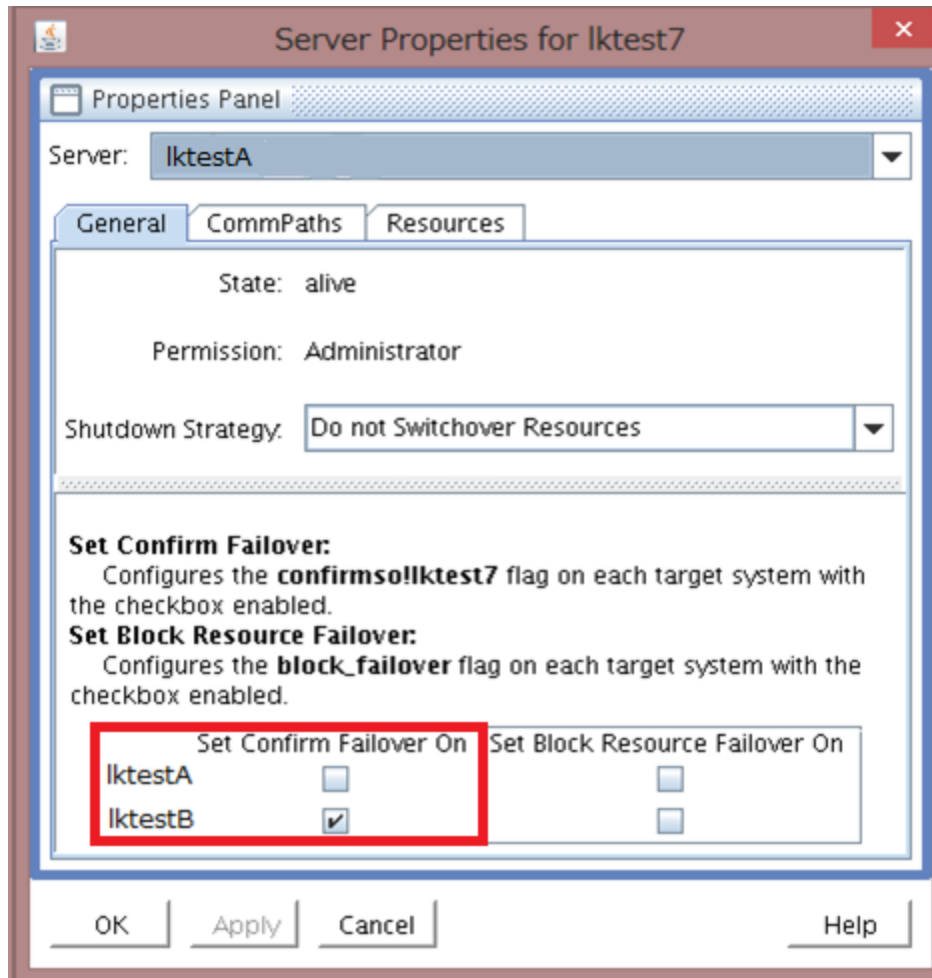 Server Properties for lktest7
Properties Panel
Server: lktestA
General CommPaths Resources
State: alive
Permission: Administrator
Shutdown Strategy: Do not Switchover Resources
Set Confirm Failover:
Configures the confirmso!lktest7 flag on each target system with
the checkbox enabled.
Set Block Resource Failover:
Configures the block_failover flag on each target system with the
checkbox enabled.
Set Confirm Failover On Set Block Resource Failover On
lktestA
lktestB
OK Apply Cancel Help